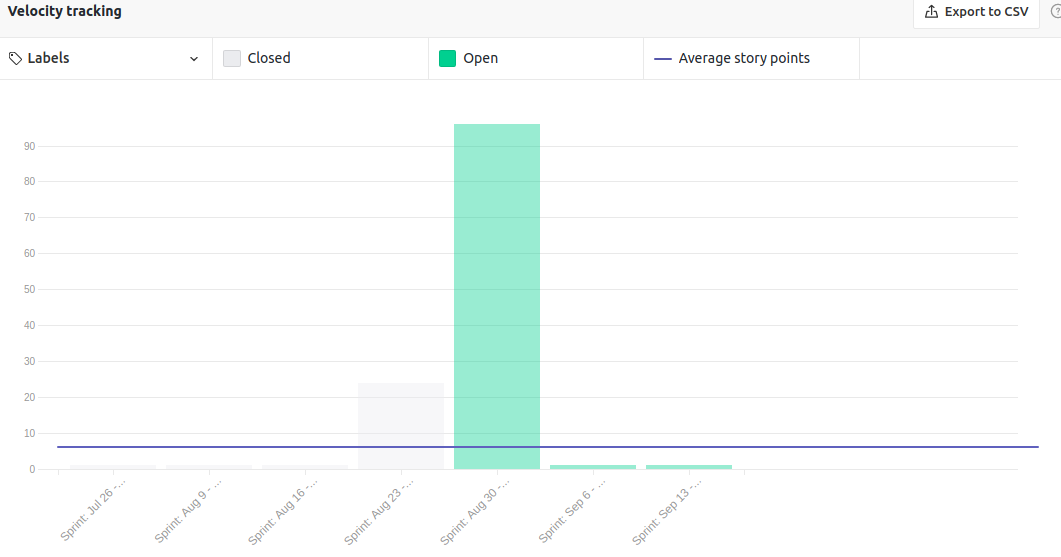 Velocity tracking
Export to CSV
?
Labels
Closed
Open
Average story points
90
80
70
60
50
40
30
20
10
0
Sprint: Jul 26 -...
Sprint: Aug 9 - ...
Sprint: Aug 16 -...
Sprint: Aug 23 -...
Sprint: Aug 30 -...
Sprint: Sep 6 - ...
Sprint: Sep 13 -...